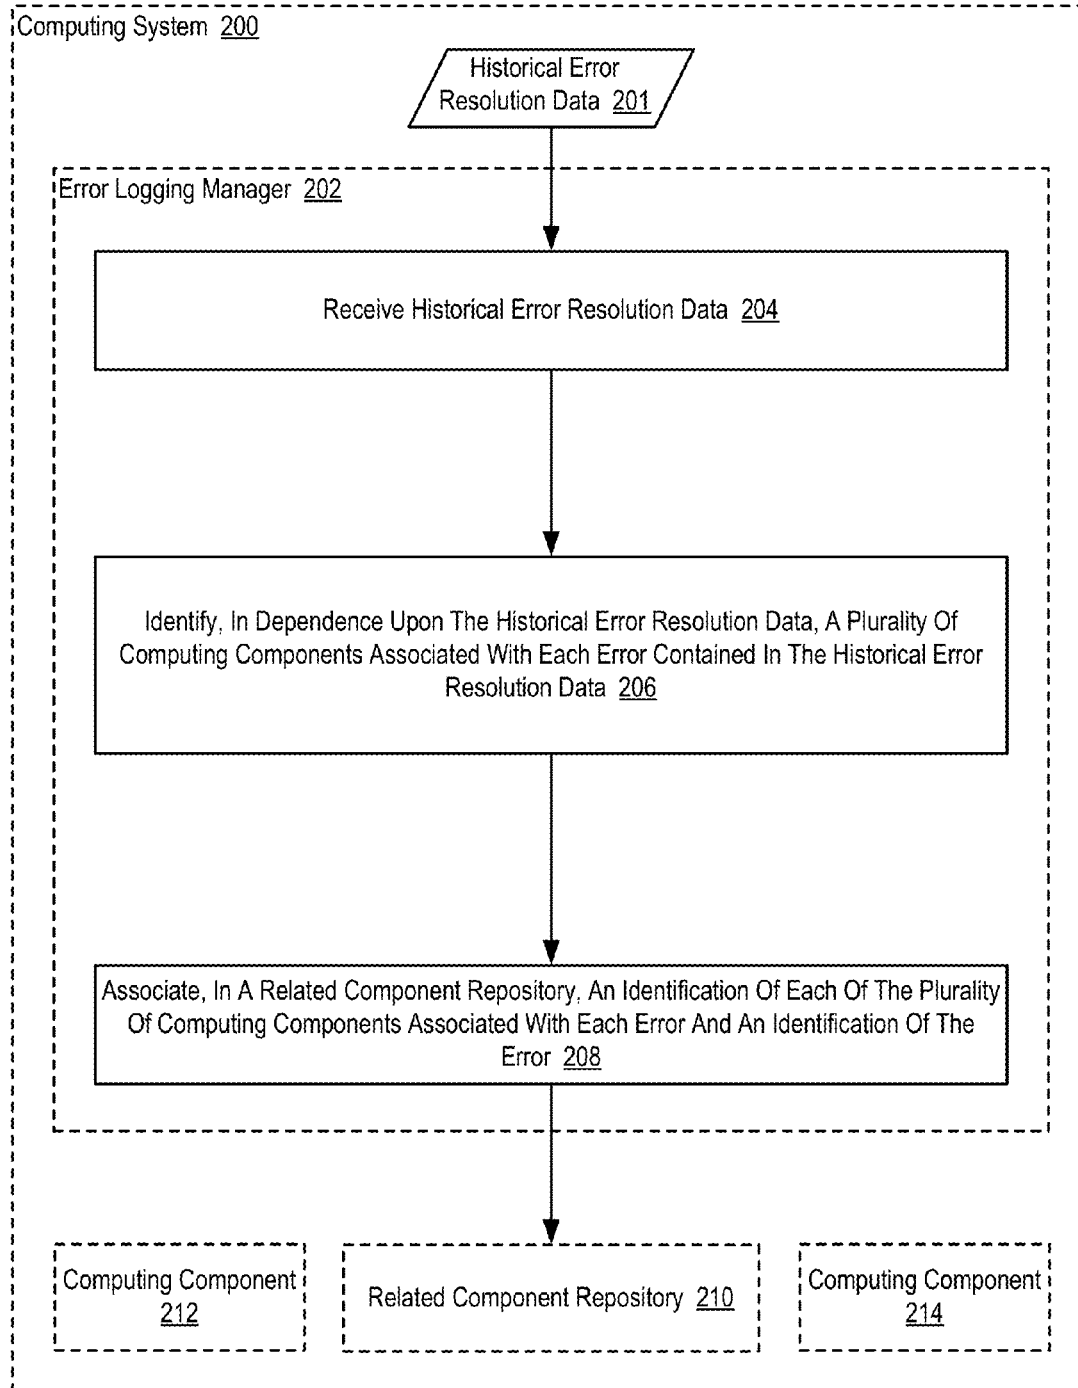 Computing System 200
Historical Error
Resolution Data 201
Error Logging Manager 202
Receive Historical Error Resolution Data 204
Identify, In Dependence Upon The Historical Error Resolution Data, A Plurality Of
Computing Components Associated With Each Error Contained In The Historical Error
Resolution Data 206
Associate, In A Related Component Repository, An Identification Of Each Of The Plurality
Of Computing Components Associated With Each Error And An Identification Of The
Error 208
Computing Component
212
Related Component Repository 210
Computing Component
214